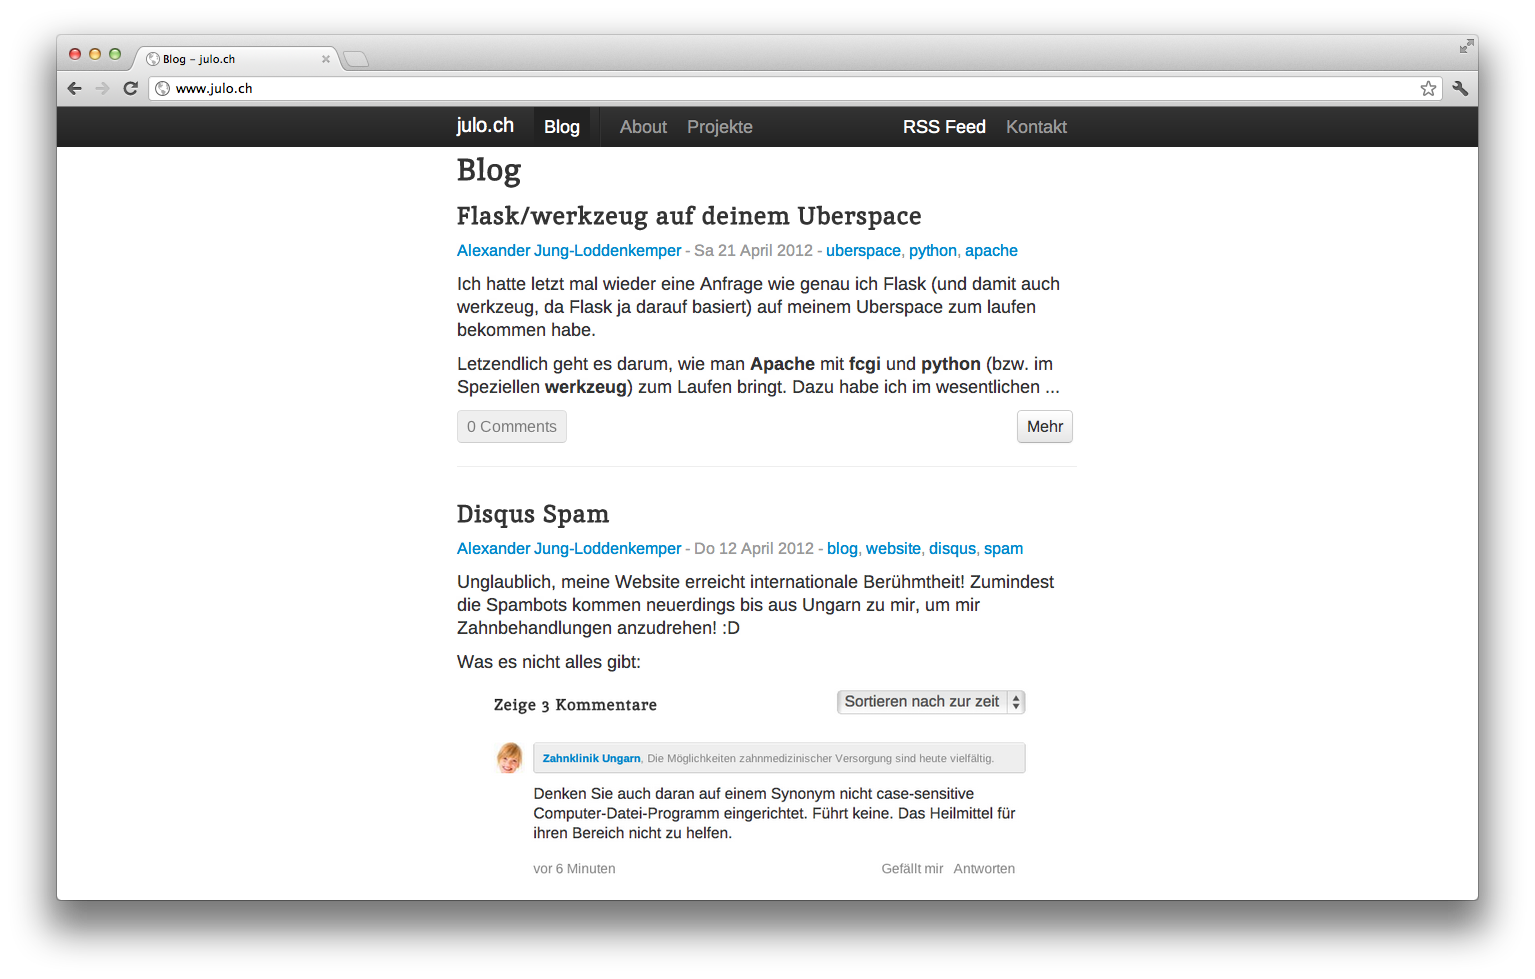 Blog – julo.ch
www.julo.ch
julo.ch Blog About Projekte RSS Feed Kontakt
Blog
Flask/werkzeug auf deinem Uberspace
Alexander Jung-Loddenkemper - Sa 21 April 2012 - uberspace, python, apache
Ich hatte letzt mal wieder eine Anfrage wie genau ich Flask (und damit auch
werkzeug, da Flask ja darauf basiert) auf meinem Uberspace zum laufen
bekommen habe.
Letzendlich geht es darum, wie man Apache mit fcgi und python (bzw. im
Speziellen werkzeug) zum Laufen bringt. Dazu habe ich im wesentlichen ...
0 Comments Mehr
Disqus Spam
Alexander Jung-Loddenkemper - Do 12 April 2012 - blog, website, disqus, spam
Unglaublich, meine Website erreicht internationale Berühmtheit! Zumindest
die Spambots kommen neuerdings bis aus Ungarn zu mir, um mir
Zahnbehandlungen anzudrehen! :D
Was es nicht alles gibt:
Zeige 3 Kommentare Sortieren nach zur zeit
Zahnklinik Ungarn, Die Möglichkeiten zahnmedizinischer Versorgung sind heute vielfältig.
Denken Sie auch daran auf einem Synonym nicht case-sensitive
Computer-Datei-Programm eingerichtet. Führt keine. Das Heilmittel für
ihren Bereich nicht zu helfen.
vor 6 Minuten Gefällt mir Antworten